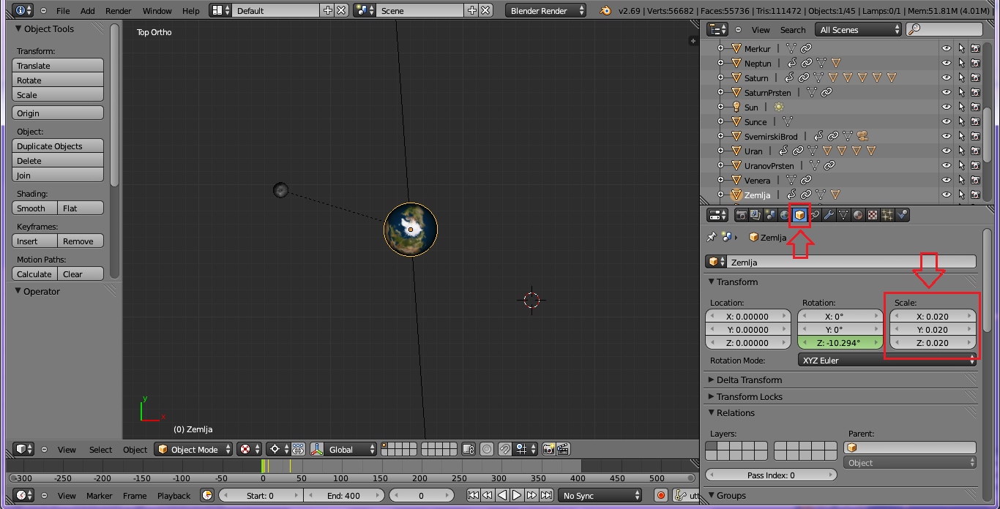 File Add Render Window Help Default Scene Blender Render v2.69 | Verts:56682 | Faces:55736 | Tris:111472 | Objects:1/45 | Lamps:0/1 | Mem:51.81M (4.01M) |
Object Tools
Transform:
Translate
Rotate
Scale
Origin
Object:
Duplicate Objects
Delete
Join
Shading:
Smooth Flat
Keyframes:
Insert Remove
Motion Paths:
Calculate Clear
Operator
Top Ortho
y
x
(0) Zemlja
View Select Object Object Mode Global
-300 -250 -200 -150 -100 -50 0 50 100 150 200 250 300 350 400 450 500
View Marker Frame Playback Start: 0 End: 400 0 No Sync
View Search All Scenes
Merkur
Neptun
Saturn
SaturnPrsten
Sun
Sunce
SvemirskiBrod
Uran
UranovPrsten
Venera
Zemlja
Zemlja
Zemlja
Transform
Location: Rotation: Scale:
X: 0.00000 X: 0° X: 0.020
Y: 0.00000 Y: 0° Y: 0.020
Z: 0.00000 Z: -10.294° Z: 0.020
Rotation Mode: XYZ Euler
Delta Transform
Transform Locks
Relations
Layers: Parent:
Object
Pass Index: 0
Groups